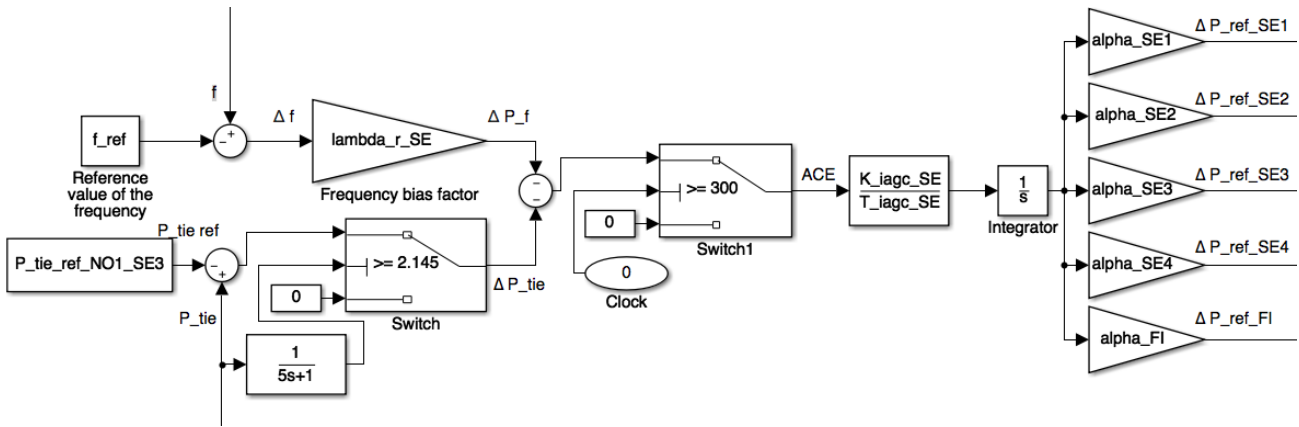 f
Δ f
f_ref
- +
Reference
value of the
frequency
lambda_r_SE
Frequency bias factor
Δ P_f
-
-
P_tie ref
P_tie_ref_NO1_SE3
-
+
P_tie
>= 2.145
0
Switch
Δ P_tie
1
5s+1
>= 300
0
Switch1
0
Clock
ACE
K_iagc_SE
T_iagc_SE
1
s
Integrator
alpha_SE1
Δ P_ref_SE1
alpha_SE2
Δ P_ref_SE2
alpha_SE3
Δ P_ref_SE3
alpha_SE4
Δ P_ref_SE4
alpha_FI
Δ P_ref_FI